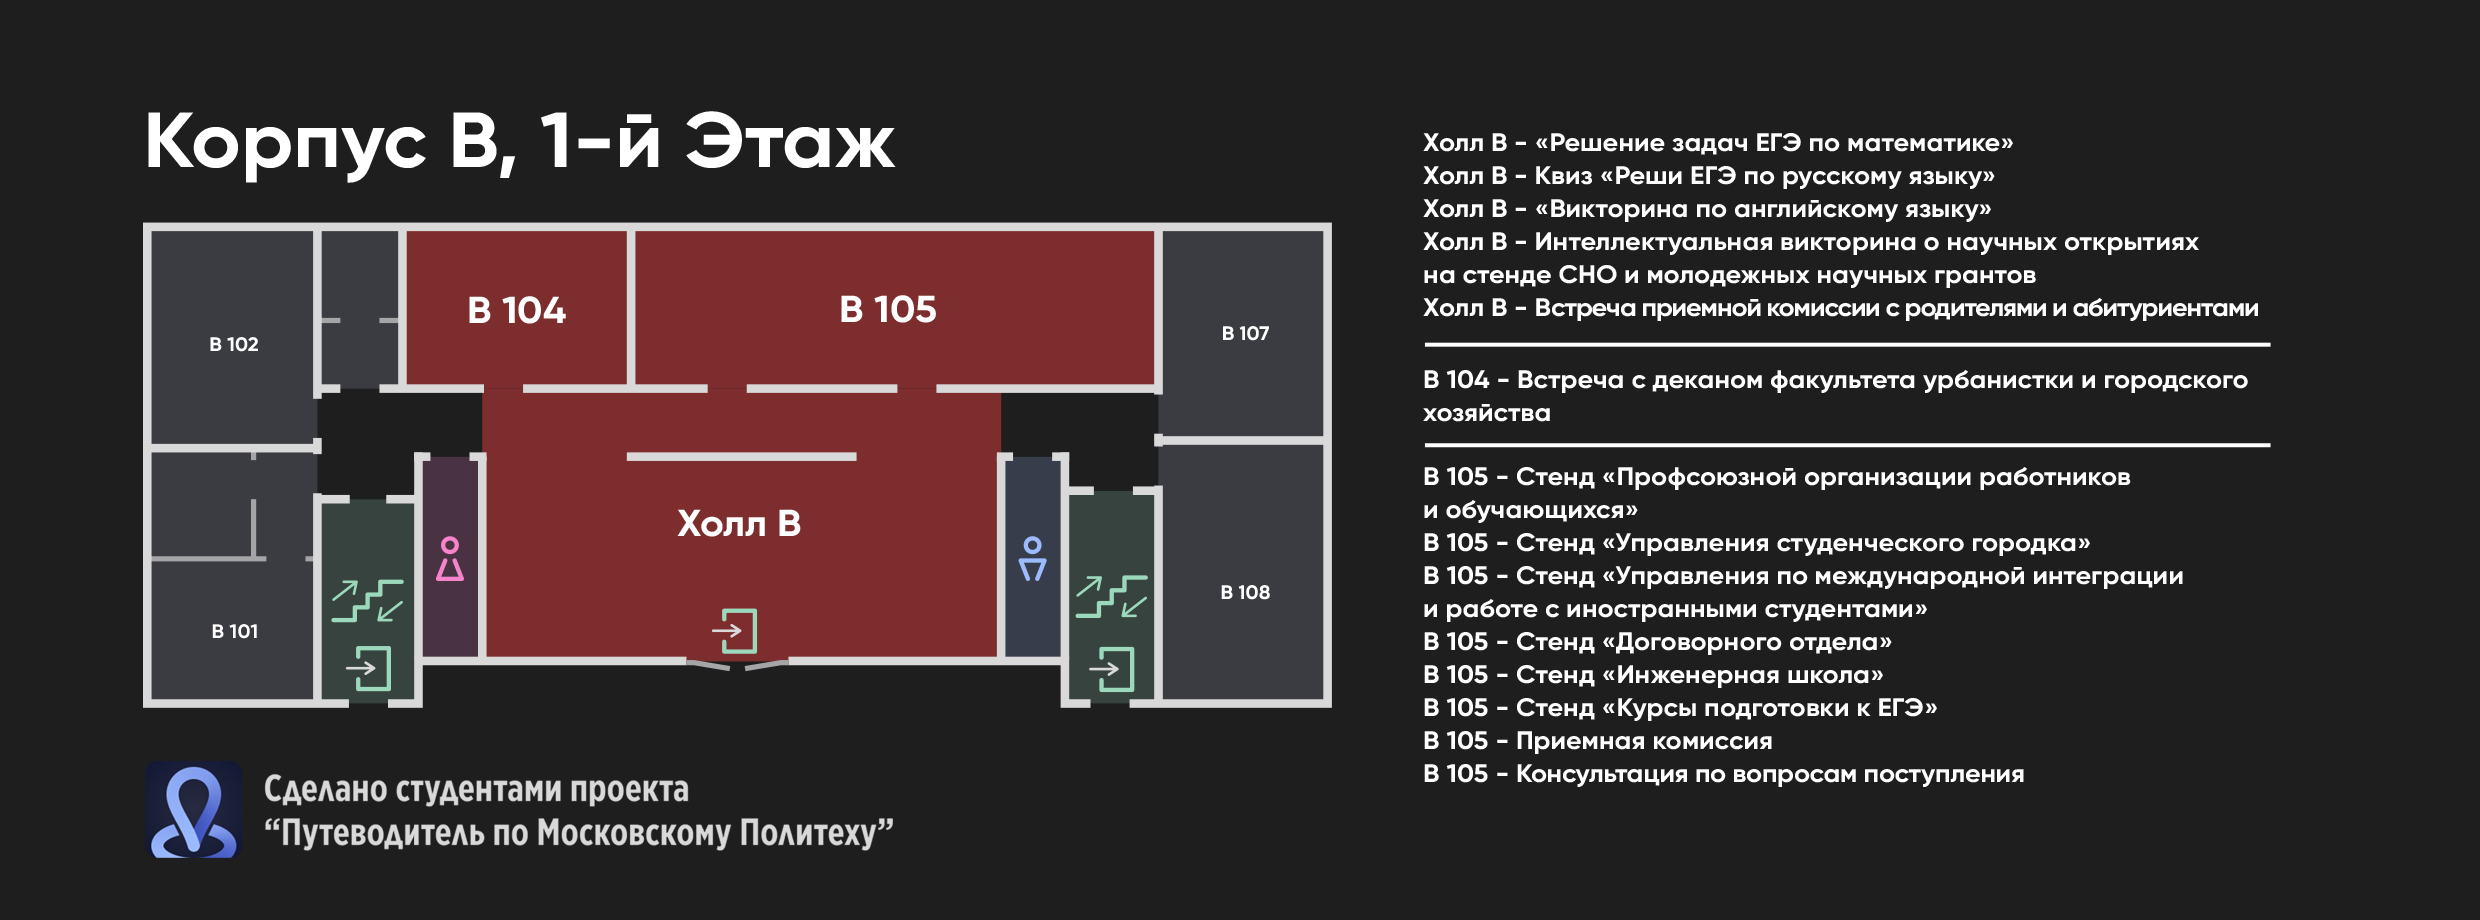 Корпус В, 1-й Этаж
В 102
В 104
В 105
В 107
Холл В
В 101
В 108
Сделано студентами проекта
“Путеводитель по Московскому Политеху”
Холл В - «Решение задач ЕГЭ по математике»
Холл В - Квиз «Реши ЕГЭ по русскому языку»
Холл В - «Викторина по английскому языку»
Холл В - Интеллектуальная викторина о научных открытиях
на стенде СНО и молодежных научных грантов
Холл В - Встреча приемной комиссии с родителями и абитуриентами
В 104 - Встреча с деканом факультета урбанистки и городского
хозяйства
В 105 - Стенд «Профсоюзной организации работников
и обучающихся»
В 105 - Стенд «Управления студенческого городка»
В 105 - Стенд «Управления по международной интеграции
и работе с иностранными студентами»
В 105 - Стенд «Договорного отдела»
В 105 - Стенд «Инженерная школа»
В 105 - Стенд «Курсы подготовки к ЕГЭ»
В 105 - Приемная комиссия
В 105 - Консультация по вопросам поступления